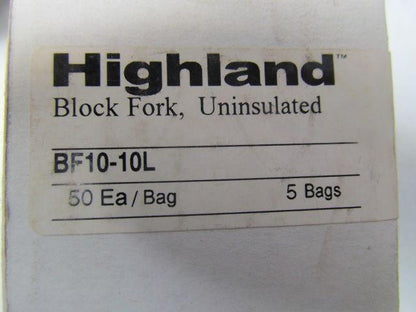 Highland™
Block Fork, Uninsulated
BF10-10L
50 Ea/Bag 5 Bags